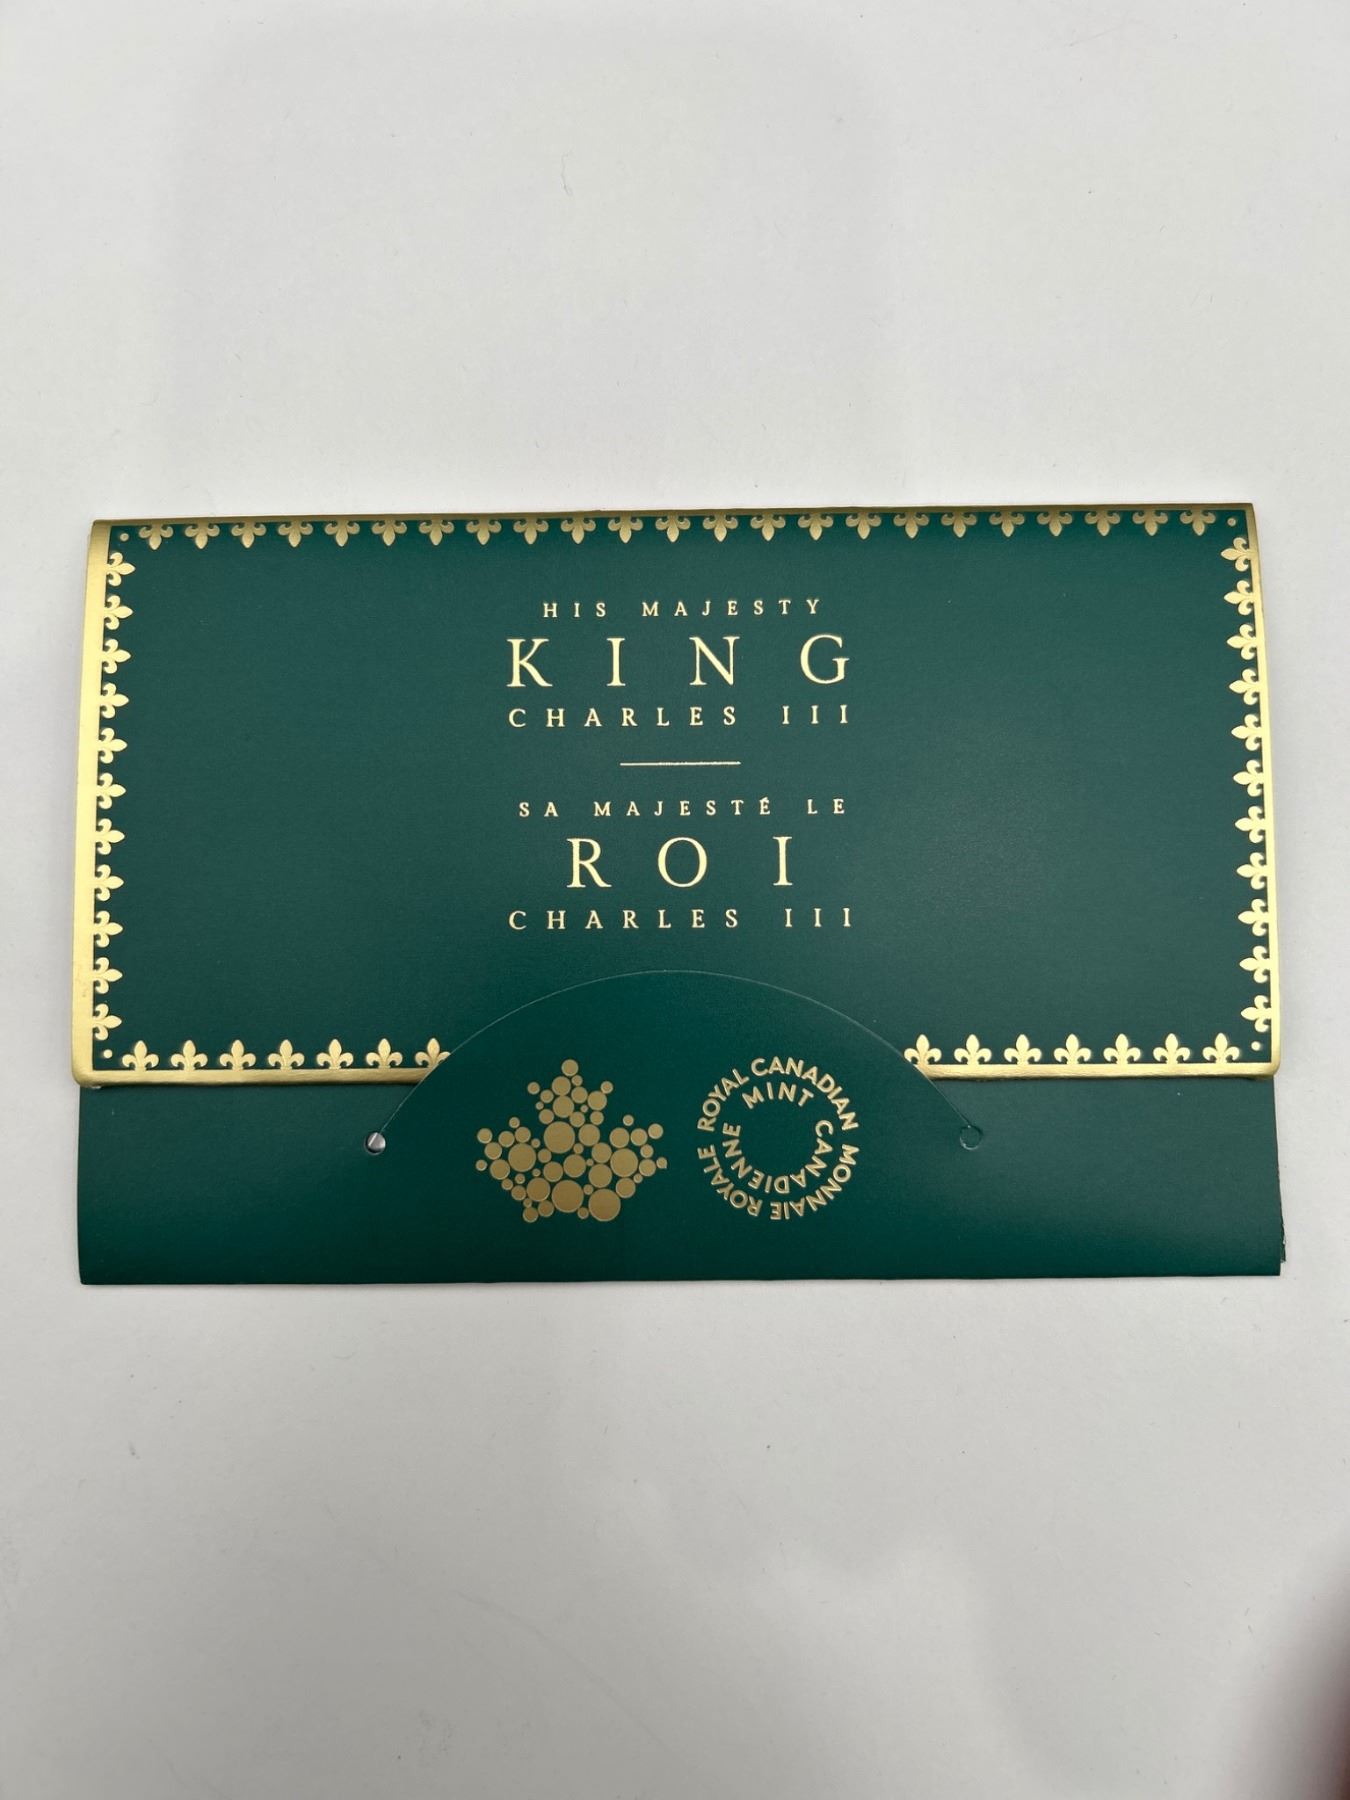 HIS MAJESTY
KING
CHARLES III
SA MAJESTÉ LE
ROI
CHARLES III
ROYAL CANADIAN MINT
MONNAIE ROYALE CANADIENNE